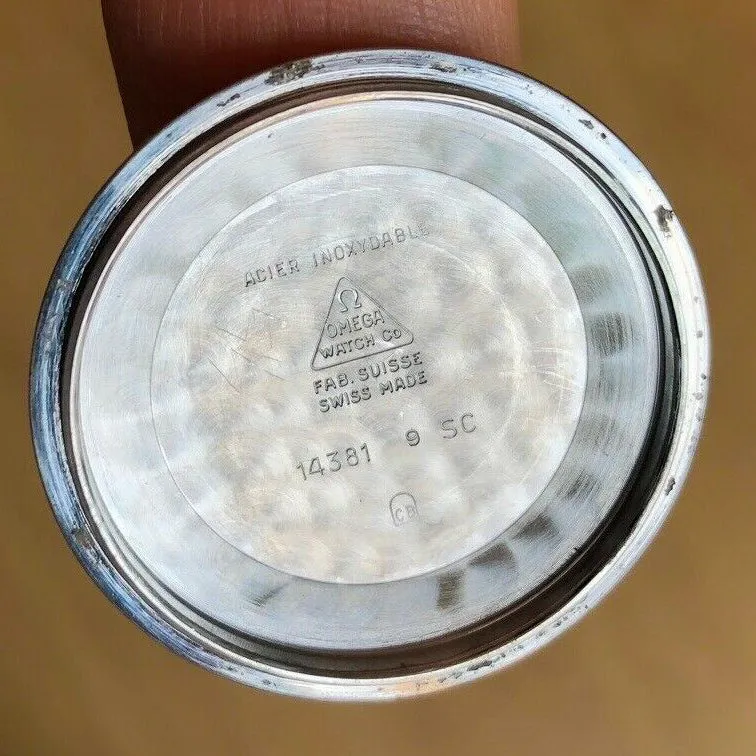 ACIER INOXYDABLE
Ω
OMEGA
WATCH Co
FAB. SUISSE
SWISS MADE
14381 9 SC
CB